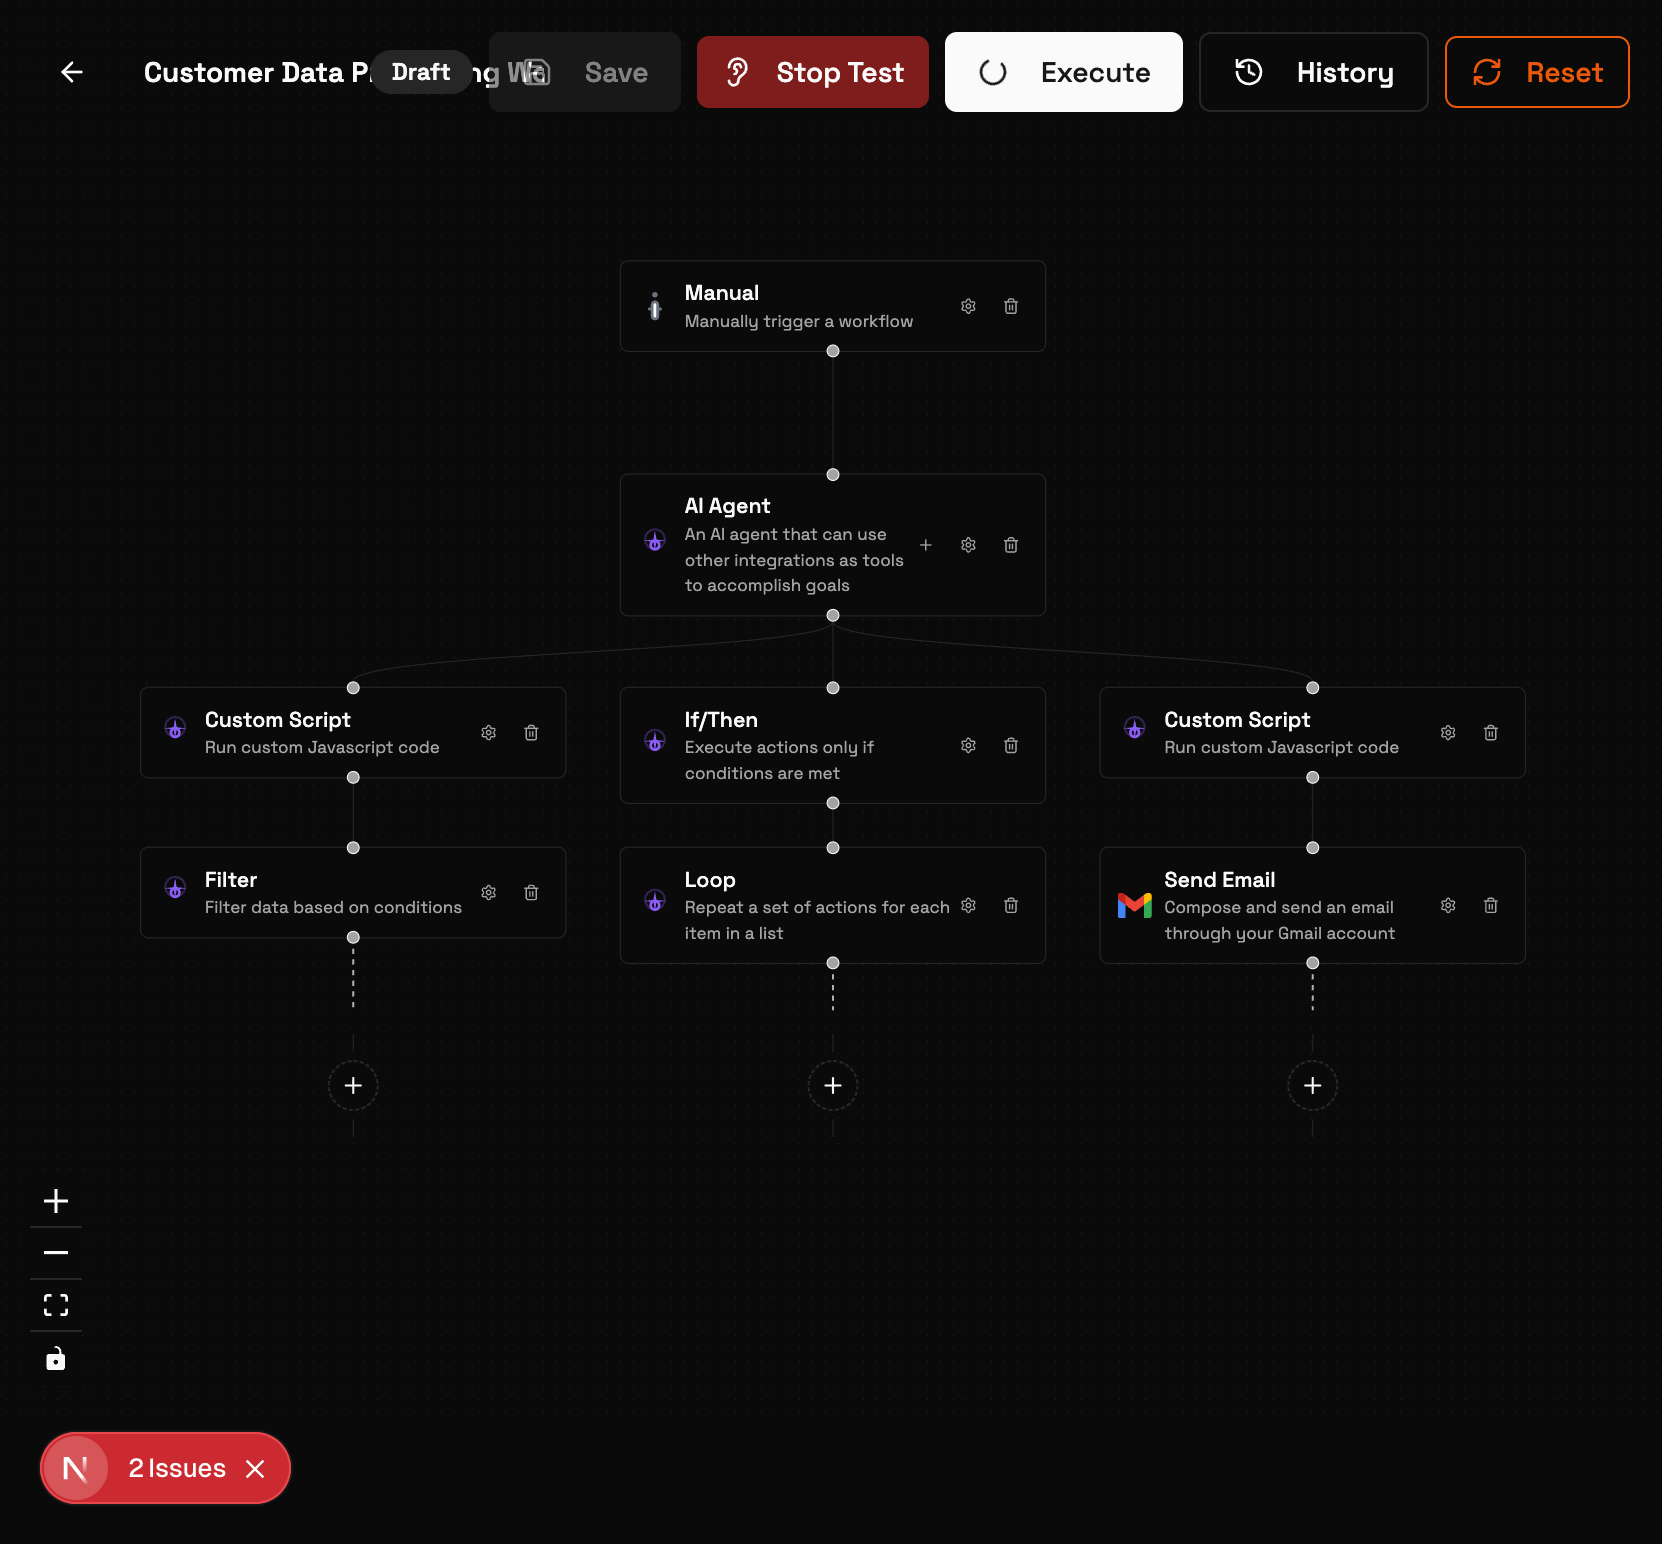 Customer Data P
Draft
ng W
Save
Stop Test
Execute
History
Reset
Manual
Manually trigger a workflow
AI Agent
An AI agent that can use
other integrations as tools
to accomplish goals
Custom Script
Run custom Javascript code
If/Then
Execute actions only if
conditions are met
Custom Script
Run custom Javascript code
Filter
Filter data based on conditions
Loop
Repeat a set of actions for each
item in a list
Send Email
Compose and send an email
through your Gmail account
N
2 Issues